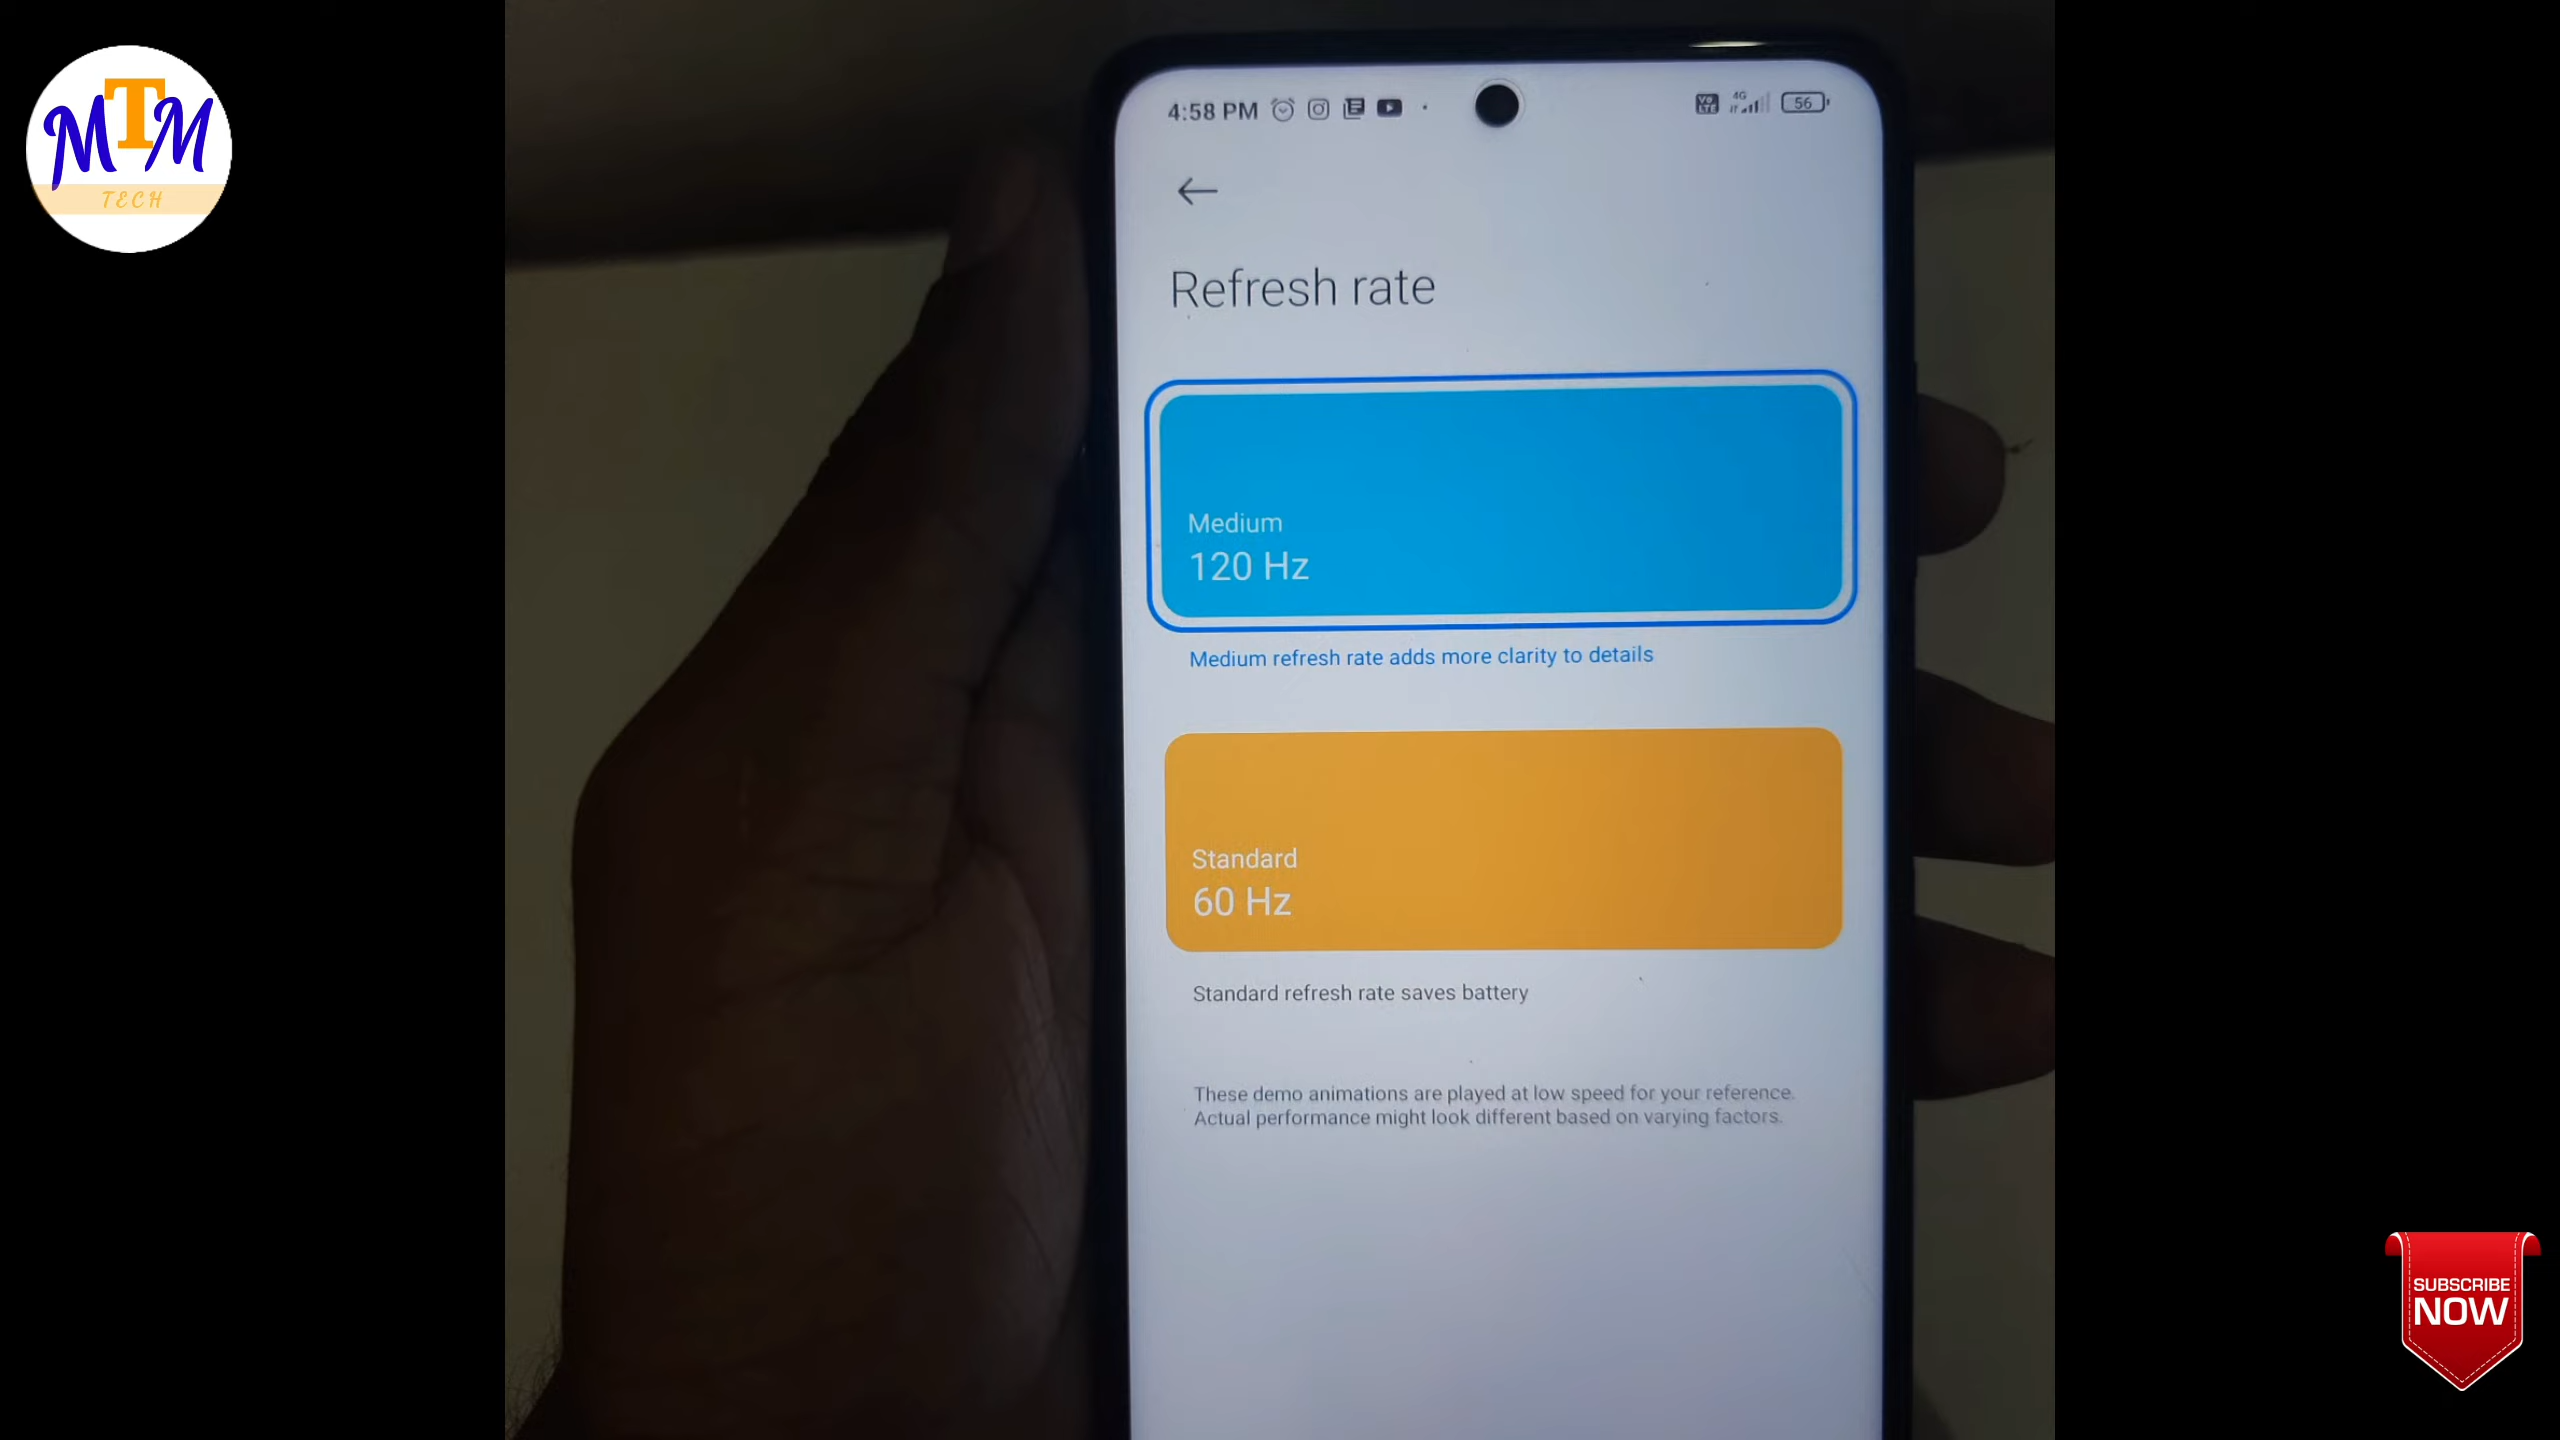 MTM
TECH
4:58 PM
VoLTE
4G
56
Refresh rate
Medium
120 Hz
Medium refresh rate adds more clarity to details
Standard
60 Hz
Standard refresh rate saves battery
These demo animations are played at low speed for your reference.
Actual performance might look different based on varying factors.
SUBSCRIBE
NOW